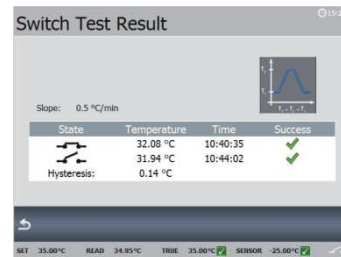 Switch Test Result
Slope: 0.5 °C/min
State Temperature Time Success
32.08 °C 10:40:35
31.94 °C 10:44:02
Hysteresis: 0.14 °C
SET 35.00°C READ 34.95°C TRUE 35.00°C SENSOR -25.00°C